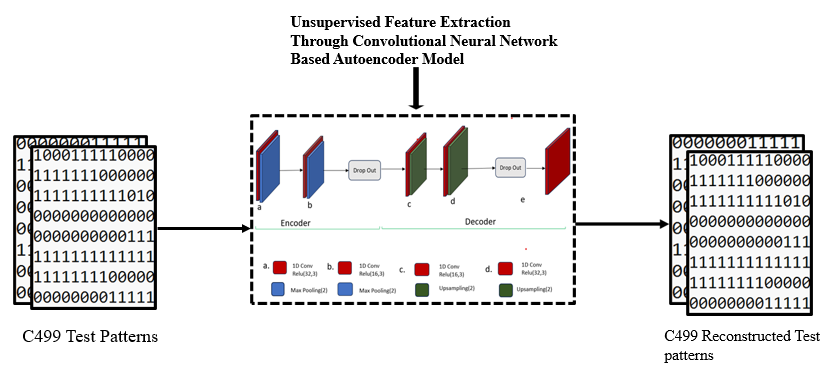 Unsupervised Feature Extraction
Through Convolutional Neural Network
Based Autoencoder Model
1000111110000
1111111000000
1111111111010
0000000000000
0000000000111
1111111111111
1111111100000
0000000011111
C499 Test Patterns
a
b
Drop Out
c
d
Drop Out
e
Encoder
Decoder
a. 1D Conv Relu(32,3)
Max Pooling(2)
b. 1D Conv Relu(16,3)
Max Pooling(2)
c. 1D Conv Relu(16,3)
Upsampling(2)
d. 1D Conv Relu(32,3)
Upsampling(2)
000000011111
1000111110000
1111111000000
1111111111010
0000000000000
0000000000111
1111111111111
1111111100000
0000000011111
C499 Reconstructed Test
patterns